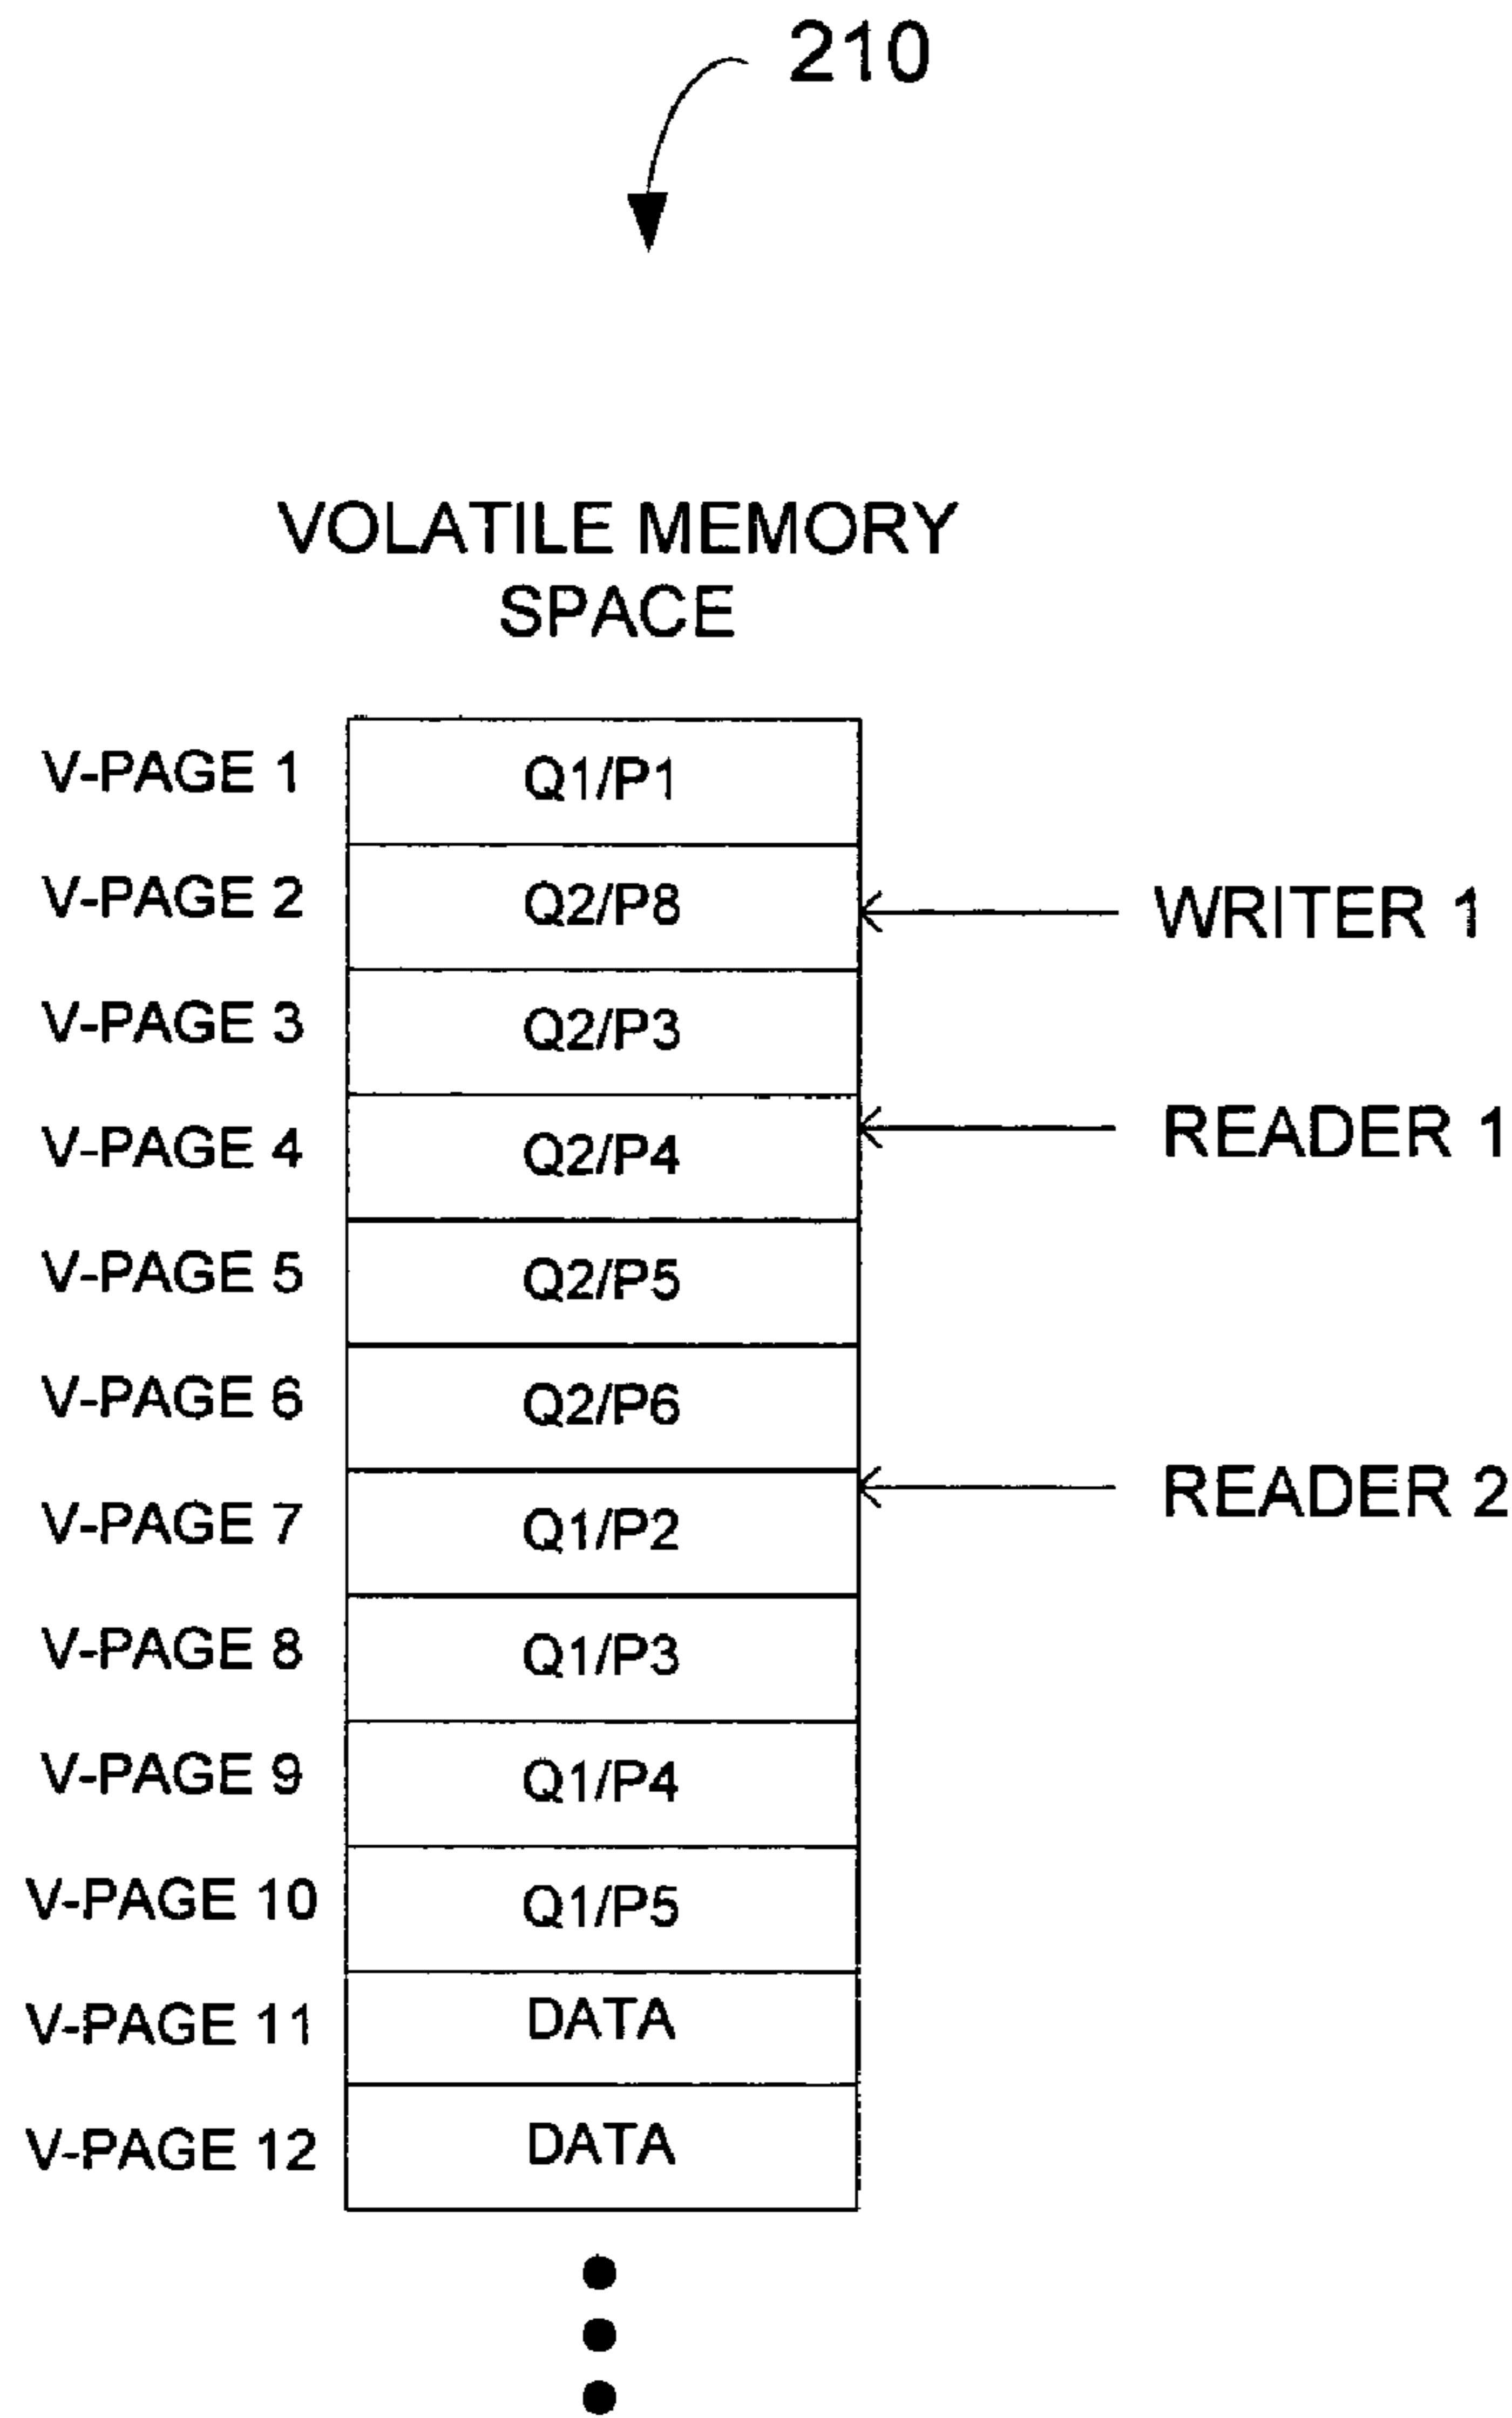 210
VOLATILE MEMORY
SPACE
V-PAGE 1 Q1/P1
V-PAGE 2 Q2/P8 WRITER 1
V-PAGE 3 Q2/P3
V-PAGE 4 Q2/P4 READER 1
V-PAGE 5 Q2/P5
V-PAGE 6 Q2/P6
V-PAGE 7 Q1/P2 READER 2
V-PAGE 8 Q1/P3
V-PAGE 9 Q1/P4
V-PAGE 10 Q1/P5
V-PAGE 11 DATA
V-PAGE 12 DATA